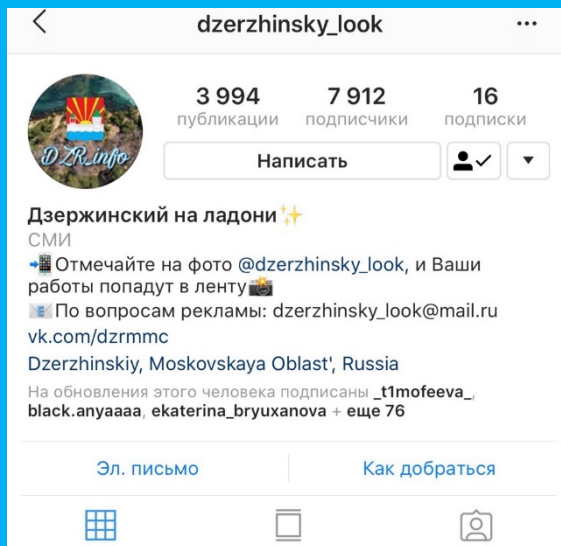 dzerzhinsky_look
3 994 7 912 16
публикации подписчики подписки
Написать
DZR_info
Дзержинский на ладони
СМИ
Отмечайте на фото @dzerzhinsky_look, и Ваши
работы попадут в ленту
По вопросам рекламы: dzerzhinsky_look@mail.ru
vk.com/dzrmmc
Dzerzhinskiy, Moskovskaya Oblast', Russia
На обновления этого человека подписаны _t1mofeeva_,
black.anyaaaa, ekaterina_bryuxanova + еще 76
Эл. письмо Как добраться